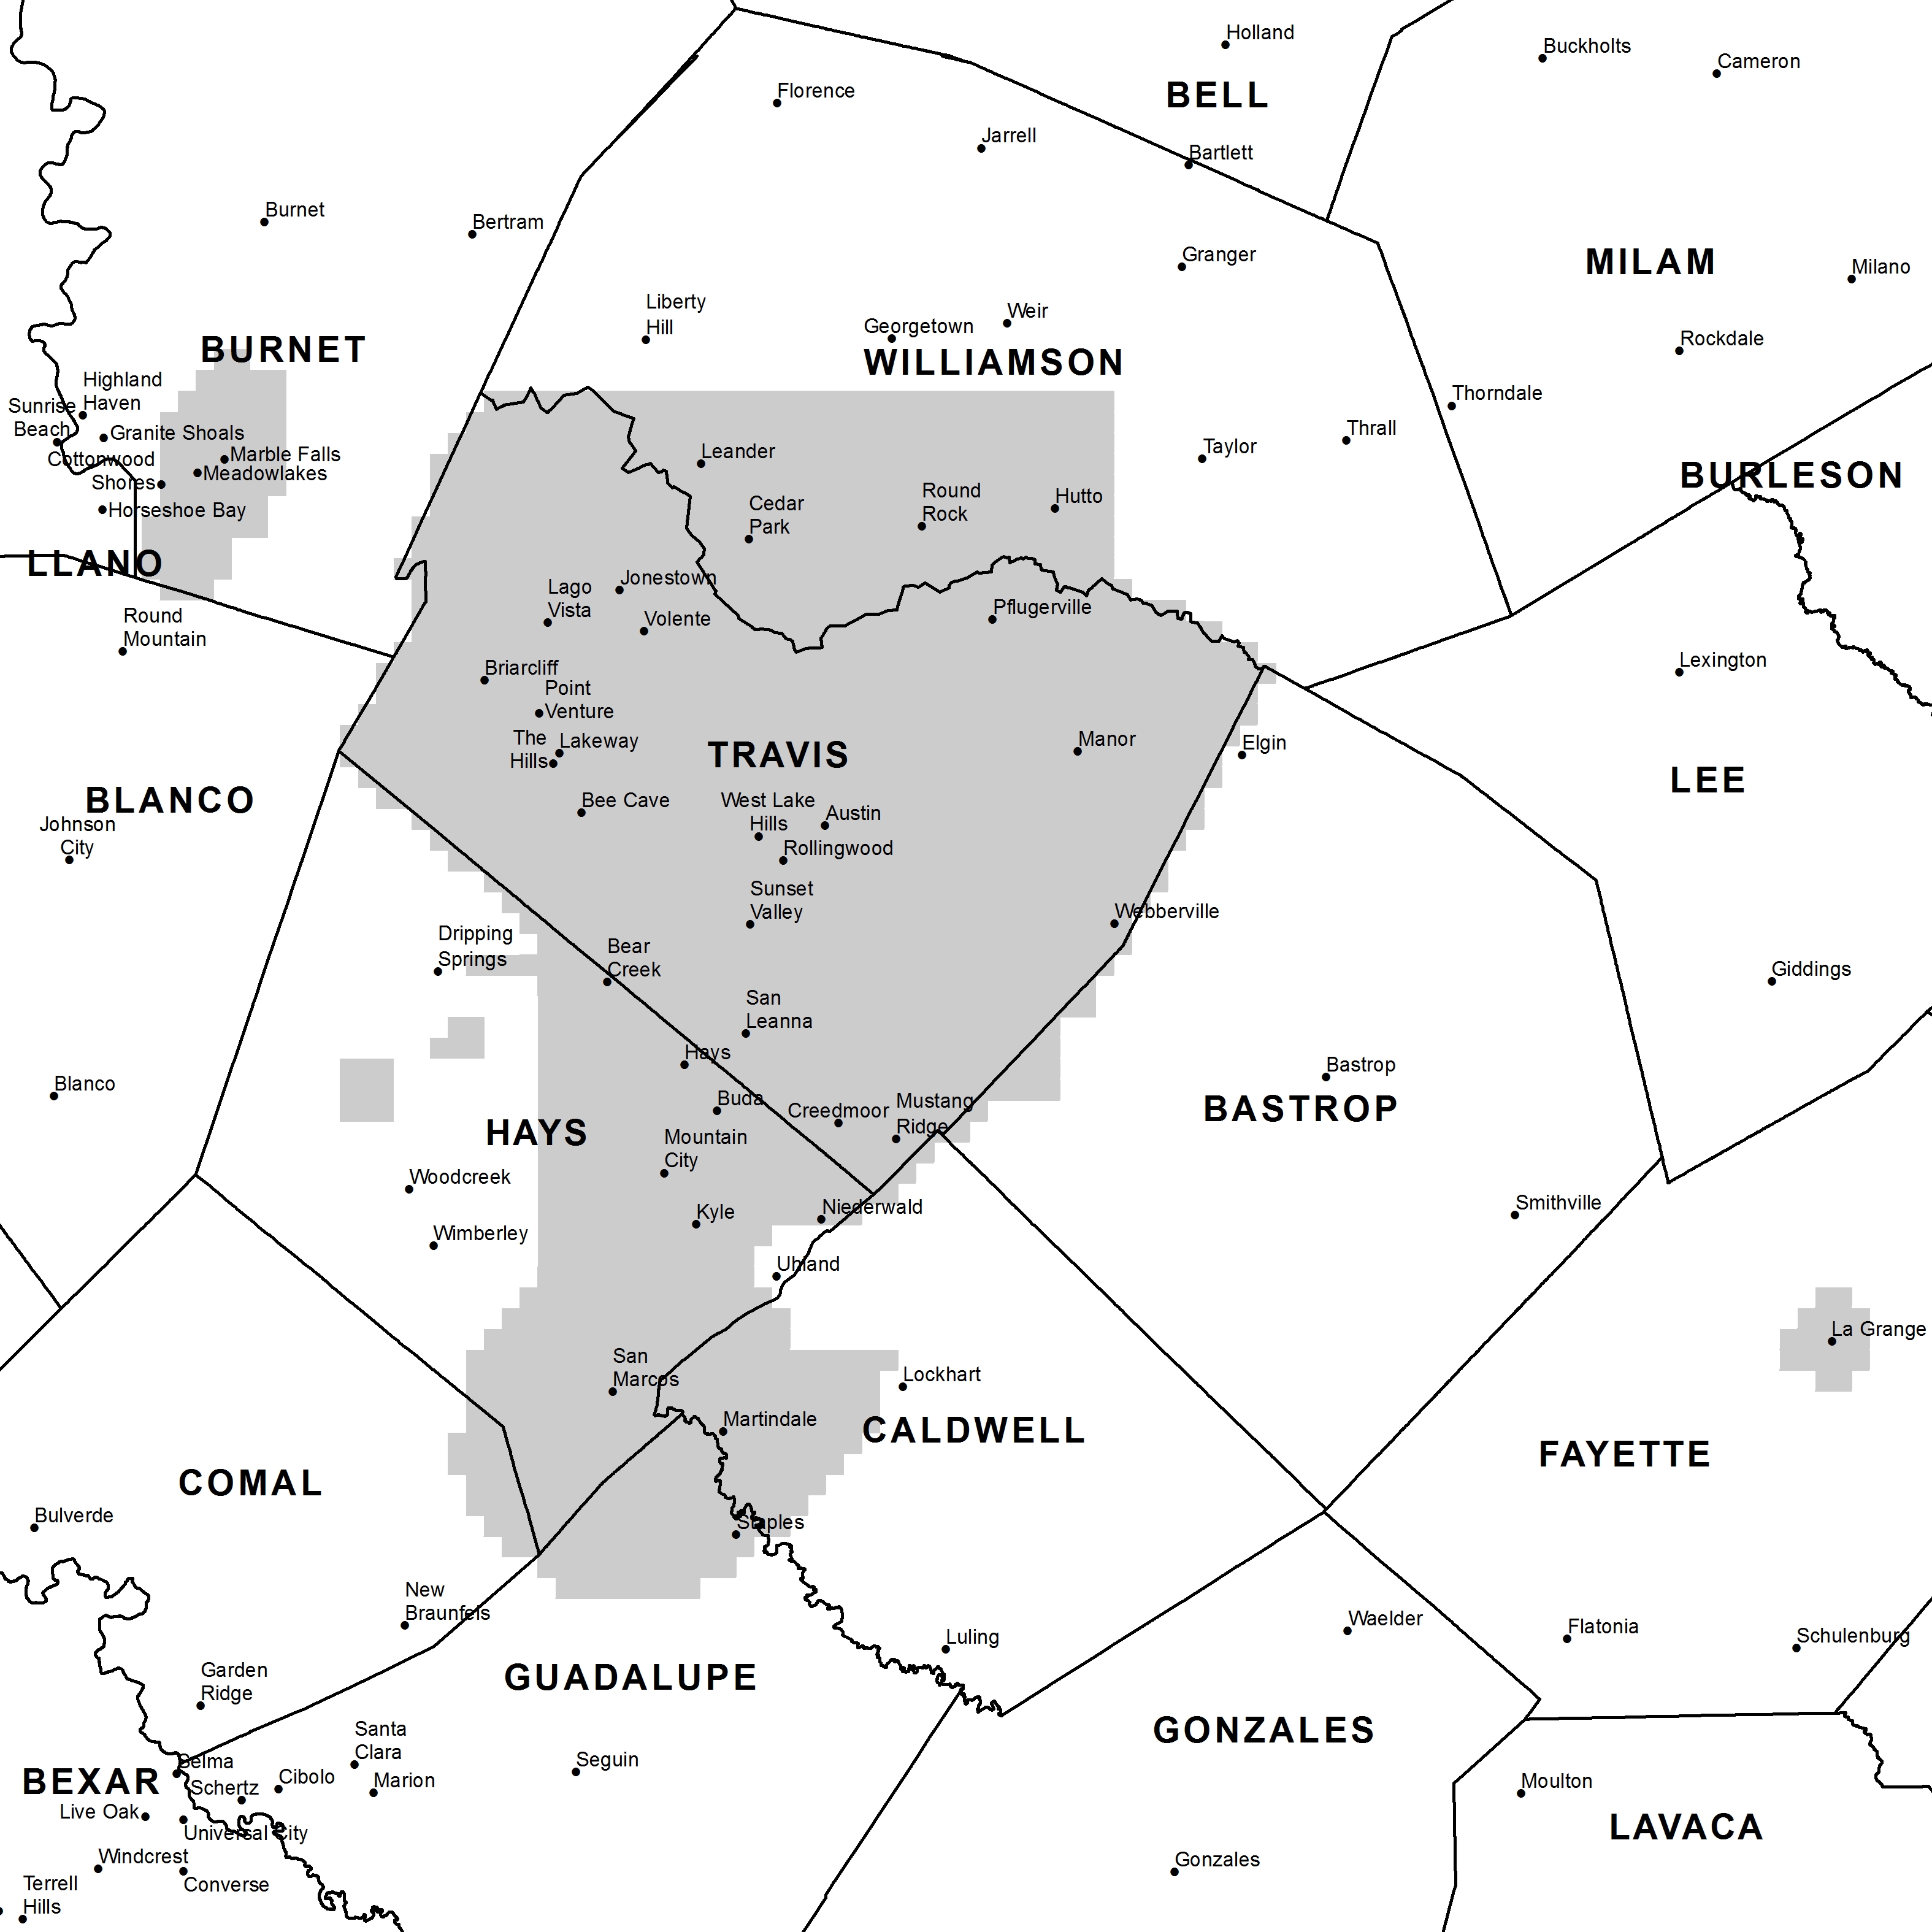 Holland
Buckholts
Cameron
Florence
BELL
Jarrell
Bartlett
Burnet
Bertram
Granger
MILAM
Milano
Liberty
Hill
Weir
Georgetown
Rockdale
BURNET
WILLIAMSON
Highland
Haven
Thorndale
Sunrise
Beach
Granite Shoals
Thrall
Taylor
Leander
Marble Falls
Cottonwood
Shores
Meadowlakes
BURLESON
Round
Rock
Hutto
Cedar
Park
Horseshoe Bay
LLANO
Jonestown
Lago
Vista
Pflugerville
Round
Mountain
Volente
Briarcliff
Lexington
Point
Venture
The
Hills
Lakeway
TRAVIS
Manor
Elgin
LEE
BLANCO
Bee Cave
West Lake
Hills
Austin
Johnson
City
Rollingwood
Sunset
Valley
Webberville
Dripping
Springs
Bear
Creek
Giddings
San
Leanna
Hays
Bastrop
Blanco
Buda
Creedmoor
Mustang
Ridge
BASTROP
HAYS
Mountain
City
Woodcreek
Smithville
Kyle
Niederwald
Wimberley
Uhland
La Grange
San
Marcos
Lockhart
Martindale
CALDWELL
FAYETTE
COMAL
Bulverde
Staples
New
Braunfels
Waelder
Flatonia
Schulenburg
Luling
Garden
Ridge
GUADALUPE
GONZALES
Santa
Clara
Seguin
Selma
BEXAR
Schertz
Cibolo
Marion
Moulton
Live Oak
LAVACA
Universal City
Windcrest
Gonzales
Converse
Terrell
Hills